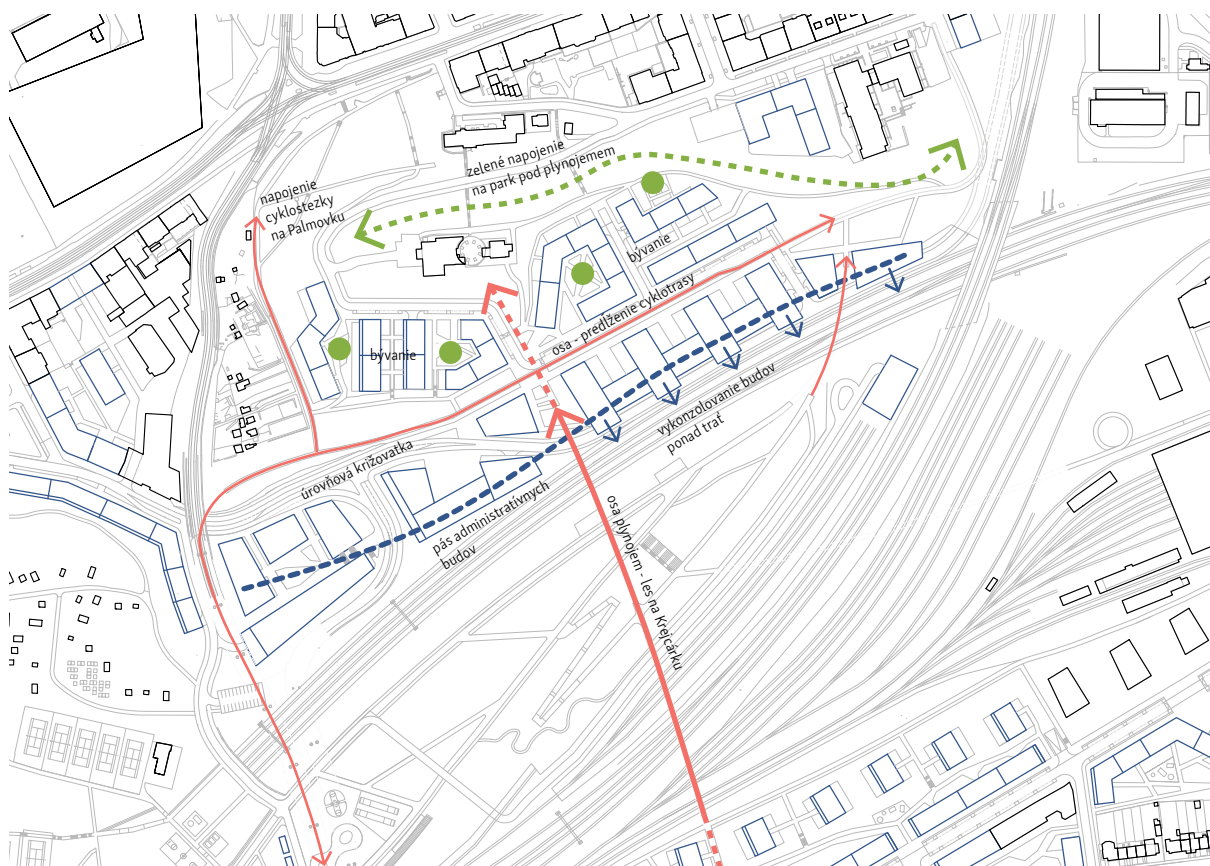 zelené napojenie
na park pod plynojemem
napojenie
cyklostezky
na Palmovku
bývanie
osa - predĺženie cyklotrasy
bývanie
vykonzolovanie budov
ponad trať
úrovňová križovatka
pás administratívnych
budov
osa plynojem - les na Krejcárku